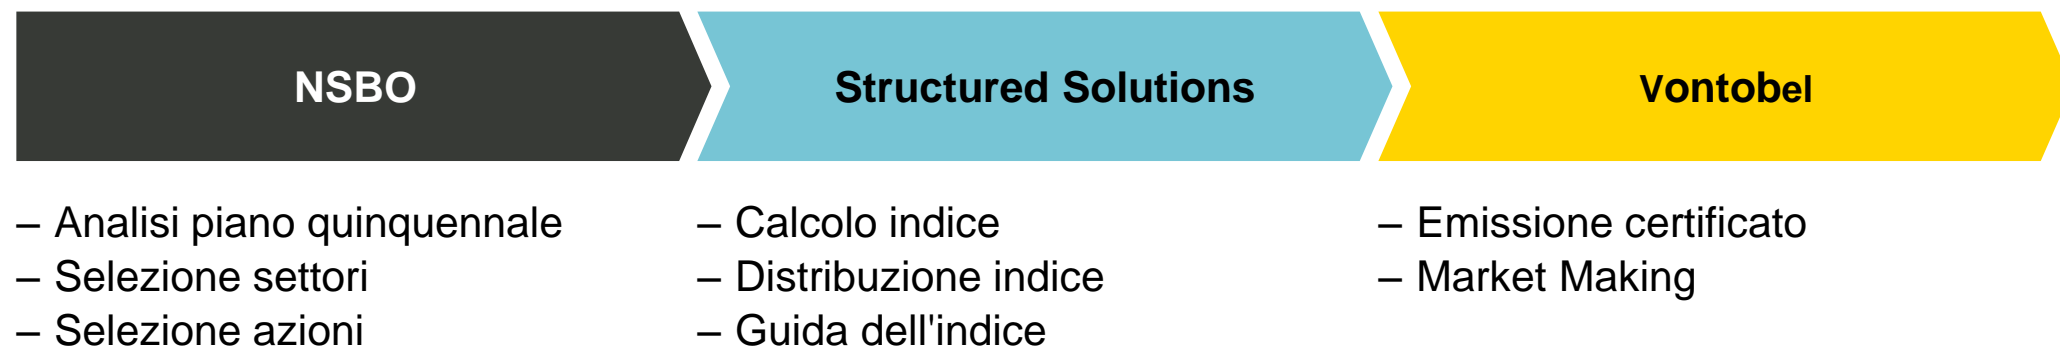 NSBO
– Analisi piano quinquennale
– Selezione settori
– Selezione azioni
Structured Solutions
– Calcolo indice
– Distribuzione indice
– Guida dell'indice
Vontobel
– Emissione certificato
– Market Making